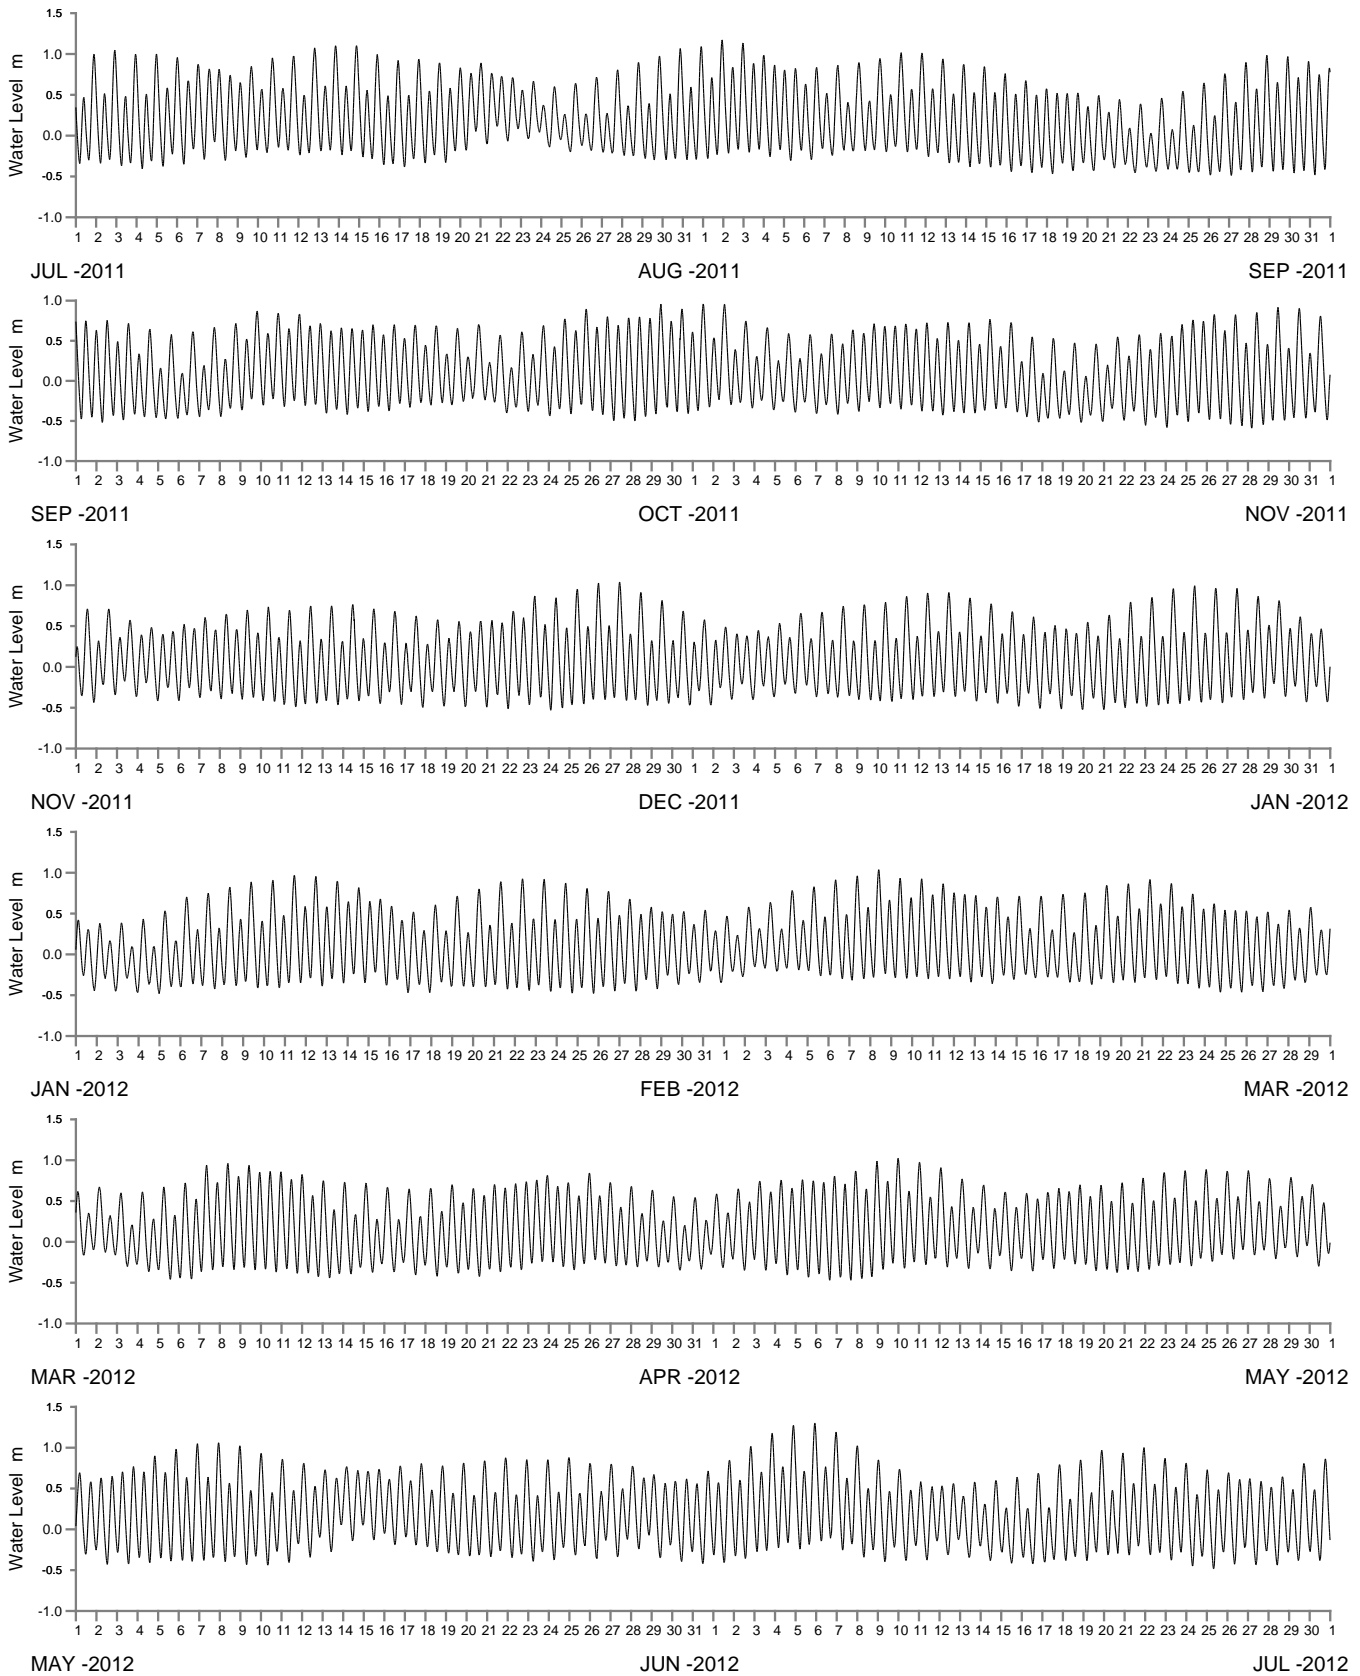 1.5
1.0
0.5
0.0
-0.5
-1.0
Water Level m
1 2 3 4 5 6 7 8 9 10 11 12 13 14 15 16 17 18 19 20 21 22 23 24 25 26 27 28 29 30 31 1 2 3 4 5 6 7 8 9 10 11 12 13 14 15 16 17 18 19 20 21 22 23 24 25 26 27 28 29 30 31 1
JUL -2011 AUG -2011 SEP -2011
1.0
0.5
0.0
-0.5
-1.0
Water Level m
1 2 3 4 5 6 7 8 9 10 11 12 13 14 15 16 17 18 19 20 21 22 23 24 25 26 27 28 29 30 1 2 3 4 5 6 7 8 9 10 11 12 13 14 15 16 17 18 19 20 21 22 23 24 25 26 27 28 29 30 31 1
SEP -2011 OCT -2011 NOV -2011
1.5
1.0
0.5
0.0
-0.5
-1.0
Water Level m
1 2 3 4 5 6 7 8 9 10 11 12 13 14 15 16 17 18 19 20 21 22 23 24 25 26 27 28 29 30 1 2 3 4 5 6 7 8 9 10 11 12 13 14 15 16 17 18 19 20 21 22 23 24 25 26 27 28 29 30 31 1
NOV -2011 DEC -2011 JAN -2012
1.5
1.0
0.5
0.0
-0.5
-1.0
Water Level m
1 2 3 4 5 6 7 8 9 10 11 12 13 14 15 16 17 18 19 20 21 22 23 24 25 26 27 28 29 30 31 1 2 3 4 5 6 7 8 9 10 11 12 13 14 15 16 17 18 19 20 21 22 23 24 25 26 27 28 29 1
JAN -2012 FEB -2012 MAR -2012
1.5
1.0
0.5
0.0
-0.5
-1.0
Water Level m
1 2 3 4 5 6 7 8 9 10 11 12 13 14 15 16 17 18 19 20 21 22 23 24 25 26 27 28 29 30 31 1 2 3 4 5 6 7 8 9 10 11 12 13 14 15 16 17 18 19 20 21 22 23 24 25 26 27 28 29 30 1
MAR -2012 APR -2012 MAY -2012
1.5
1.0
0.5
0.0
-0.5
-1.0
Water Level m
1 2 3 4 5 6 7 8 9 10 11 12 13 14 15 16 17 18 19 20 21 22 23 24 25 26 27 28 29 30 31 1 2 3 4 5 6 7 8 9 10 11 12 13 14 15 16 17 18 19 20 21 22 23 24 25 26 27 28 29 30 1
MAY -2012 JUN -2012 JUL -2012